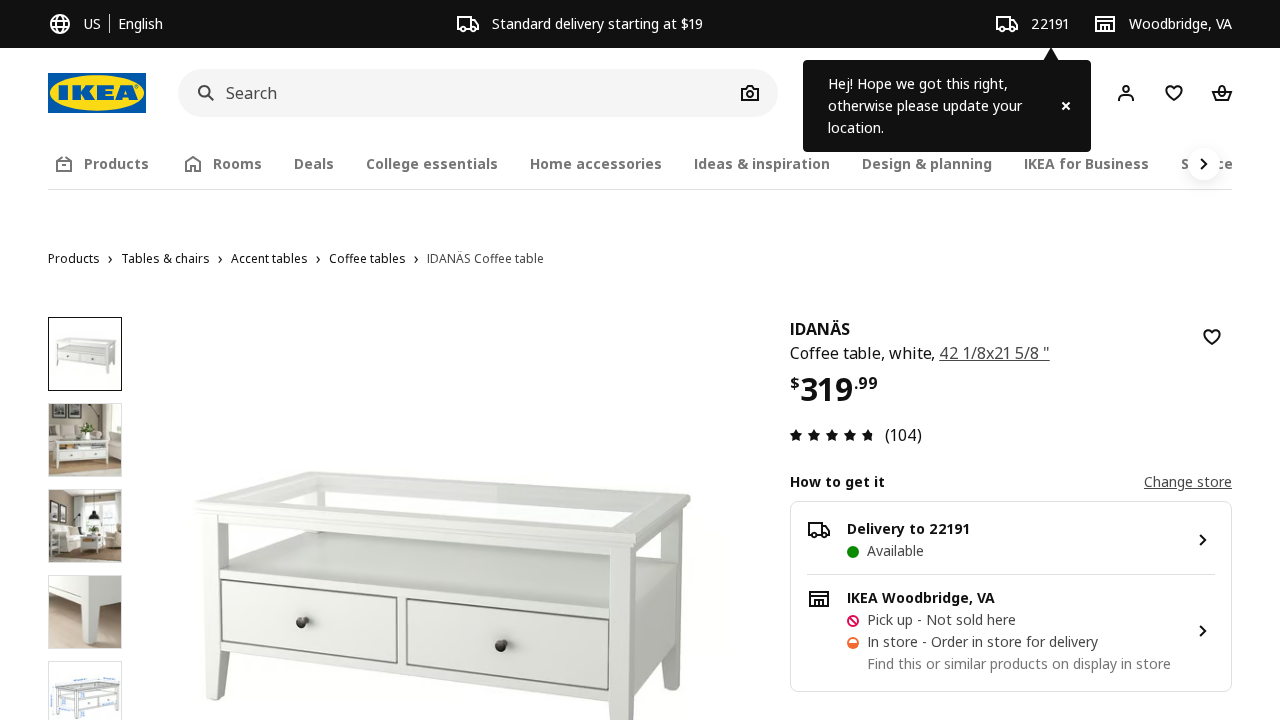 US
English
Standard delivery starting at $19
22191
Woodbridge, VA
IKEA
Search
Hej! Hope we got this right,
otherwise please update your
location.
Products
Rooms
Deals
College essentials
Home accessories
Ideas & inspiration
Design & planning
IKEA for Business
Products › Tables & chairs › Accent tables › Coffee tables › IDANÄS Coffee table
IDANÄS
Coffee table, white, 42 1/8x21 5/8 "
$319.99
(104)
How to get it
Change store
Delivery to 22191
Available
IKEA Woodbridge, VA
Pick up - Not sold here
In store - Order in store for delivery
Find this or similar products on display in store